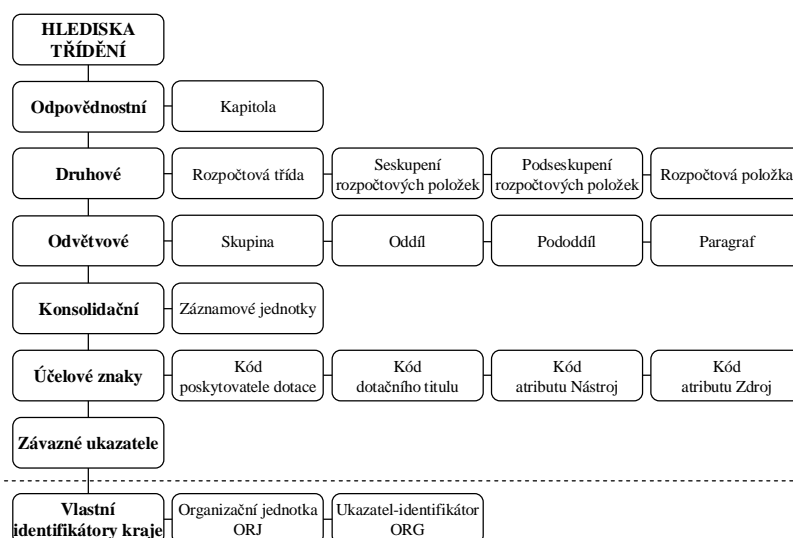 HLEDISKA
TŘÍDĚNÍ
Odpovědnostní
Kapitola
Druhové
Rozpočtová třída
Seskupení
rozpočtových položek
Podseskupení
rozpočtových položek
Rozpočtová položka
Odvětvové
Skupina
Oddíl
Pododdíl
Paragraf
Konsolidační
Záznamové jednotky
Účelové znaky
Kód
poskytovatele dotace
Kód
dotačního titulu
Kód
atributu Nástroj
Kód
atributu Zdroj
Závazné ukazatele
Vlastní
identifikátory kraje
Organizační jednotka
ORJ
Ukazatel-identifikátor
ORG